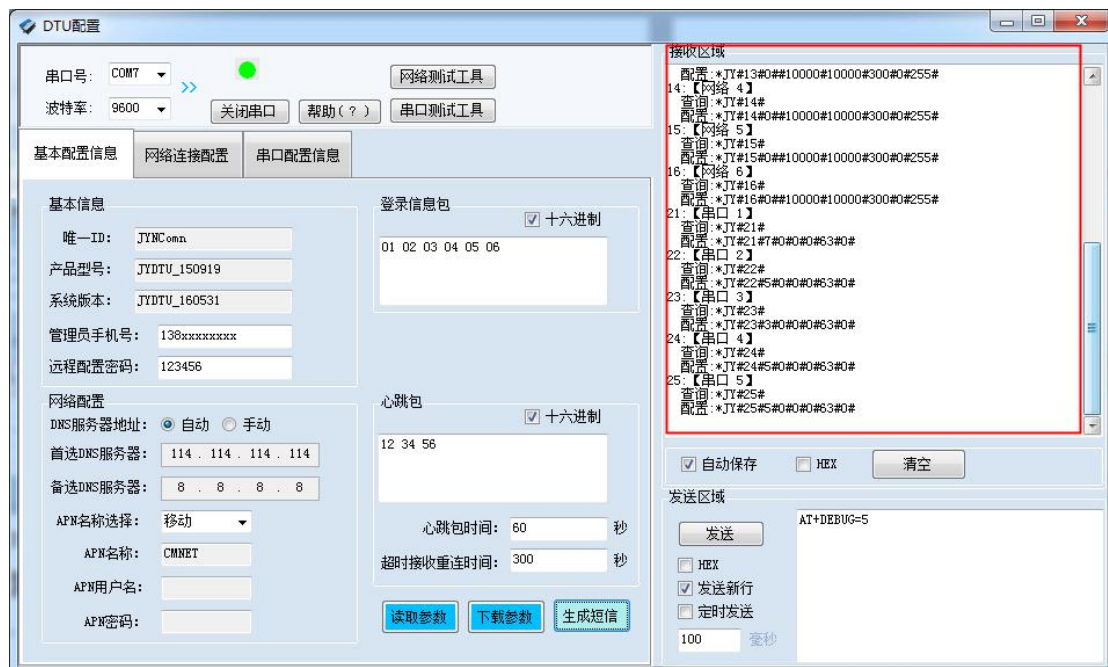 DTU配置
串口号: COM7
>>
网络测试工具
波特率: 9600
关闭串口
帮助(?)
串口测试工具
基本配置信息
网络连接配置
串口配置信息
基本信息
唯一ID: JYNComn
产品型号: JYDTU_150919
系统版本: JYDTU_160531
管理员手机号: 138xxxxxxxx
远程配置密码: 123456
网络配置
DNS服务器地址: 自动 手动
首选DNS服务器: 114 . 114 . 114 . 114
备选DNS服务器: 8 . 8 . 8 . 8
APN名称选择: 移动
APN名称: CMNET
APN用户名:
APN密码:
登录信息包
十六进制
01 02 03 04 05 06
心跳包
十六进制
12 34 56
心跳包时间: 60 秒
超时接收重连时间: 300 秒
读取参数
下载参数
生成短信
接收区域
配置:*JY#13#0##10000#10000#300#0#255#
14:【网络 4】
查询:*JY#14#
配置:*JY#14#0##10000#10000#300#0#255#
15:【网络 5】
查询:*JY#15#
配置:*JY#15#0##10000#10000#300#0#255#
16:【网络 6】
查询:*JY#16#
配置:*JY#16#0##10000#10000#300#0#255#
21:【串口 1】
查询:*JY#21#
配置:*JY#21#7#0#0#0#63#0#
22:【串口 2】
查询:*JY#22#
配置:*JY#22#5#0#0#0#63#0#
23:【串口 3】
查询:*JY#23#
配置:*JY#23#3#0#0#0#63#0#
24:【串口 4】
查询:*JY#24#
配置:*JY#24#5#0#0#0#63#0#
25:【串口 5】
查询:*JY#25#
配置:*JY#25#5#0#0#0#63#0#
自动保存
HEX
清空
发送区域
发送
AT+DEBUG=5
HEX
发送新行
定时发送
100 毫秒